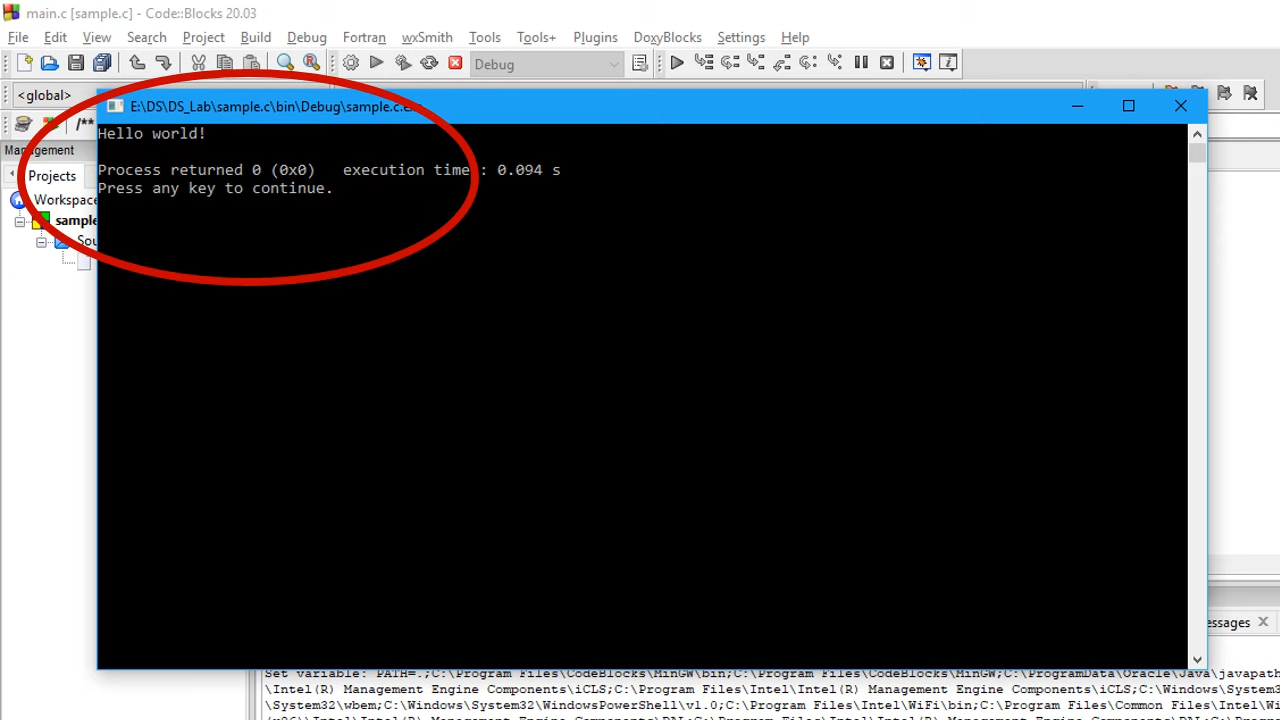 main.c [sample.c] - Code::Blocks 20.03
File Edit View Search Project Build Debug Fortran wxSmith Tools Tools+ Plugins DoxyBlocks Settings Help
Debug
<global>
E:\DS\DS_Lab\sample.c\bin\Debug\sample.c.exe
/**
Hello world!
Management
Process returned 0 (0x0) execution time : 0.094 s
Projects
Press any key to continue.
Workspace
sample
Sou
essages
Set variable: PATH=.;C:\Program Files\CodeBlocks\MinGW\bin;C:\Program Files\CodeBlocks\MinGW;C:\ProgramData\Oracle\Java\javapath
\Intel(R) Management Engine Components\iCLS;C:\Program Files\Intel\Intel(R) Management Engine Components\iCLS;C:\Windows\System3
\System32\wbem;C:\Windows\System32\WindowsPowerShell\v1.0;C:\Program Files\Intel\WiFi\bin;C:\Program Files\Common Files\Intel\Wi